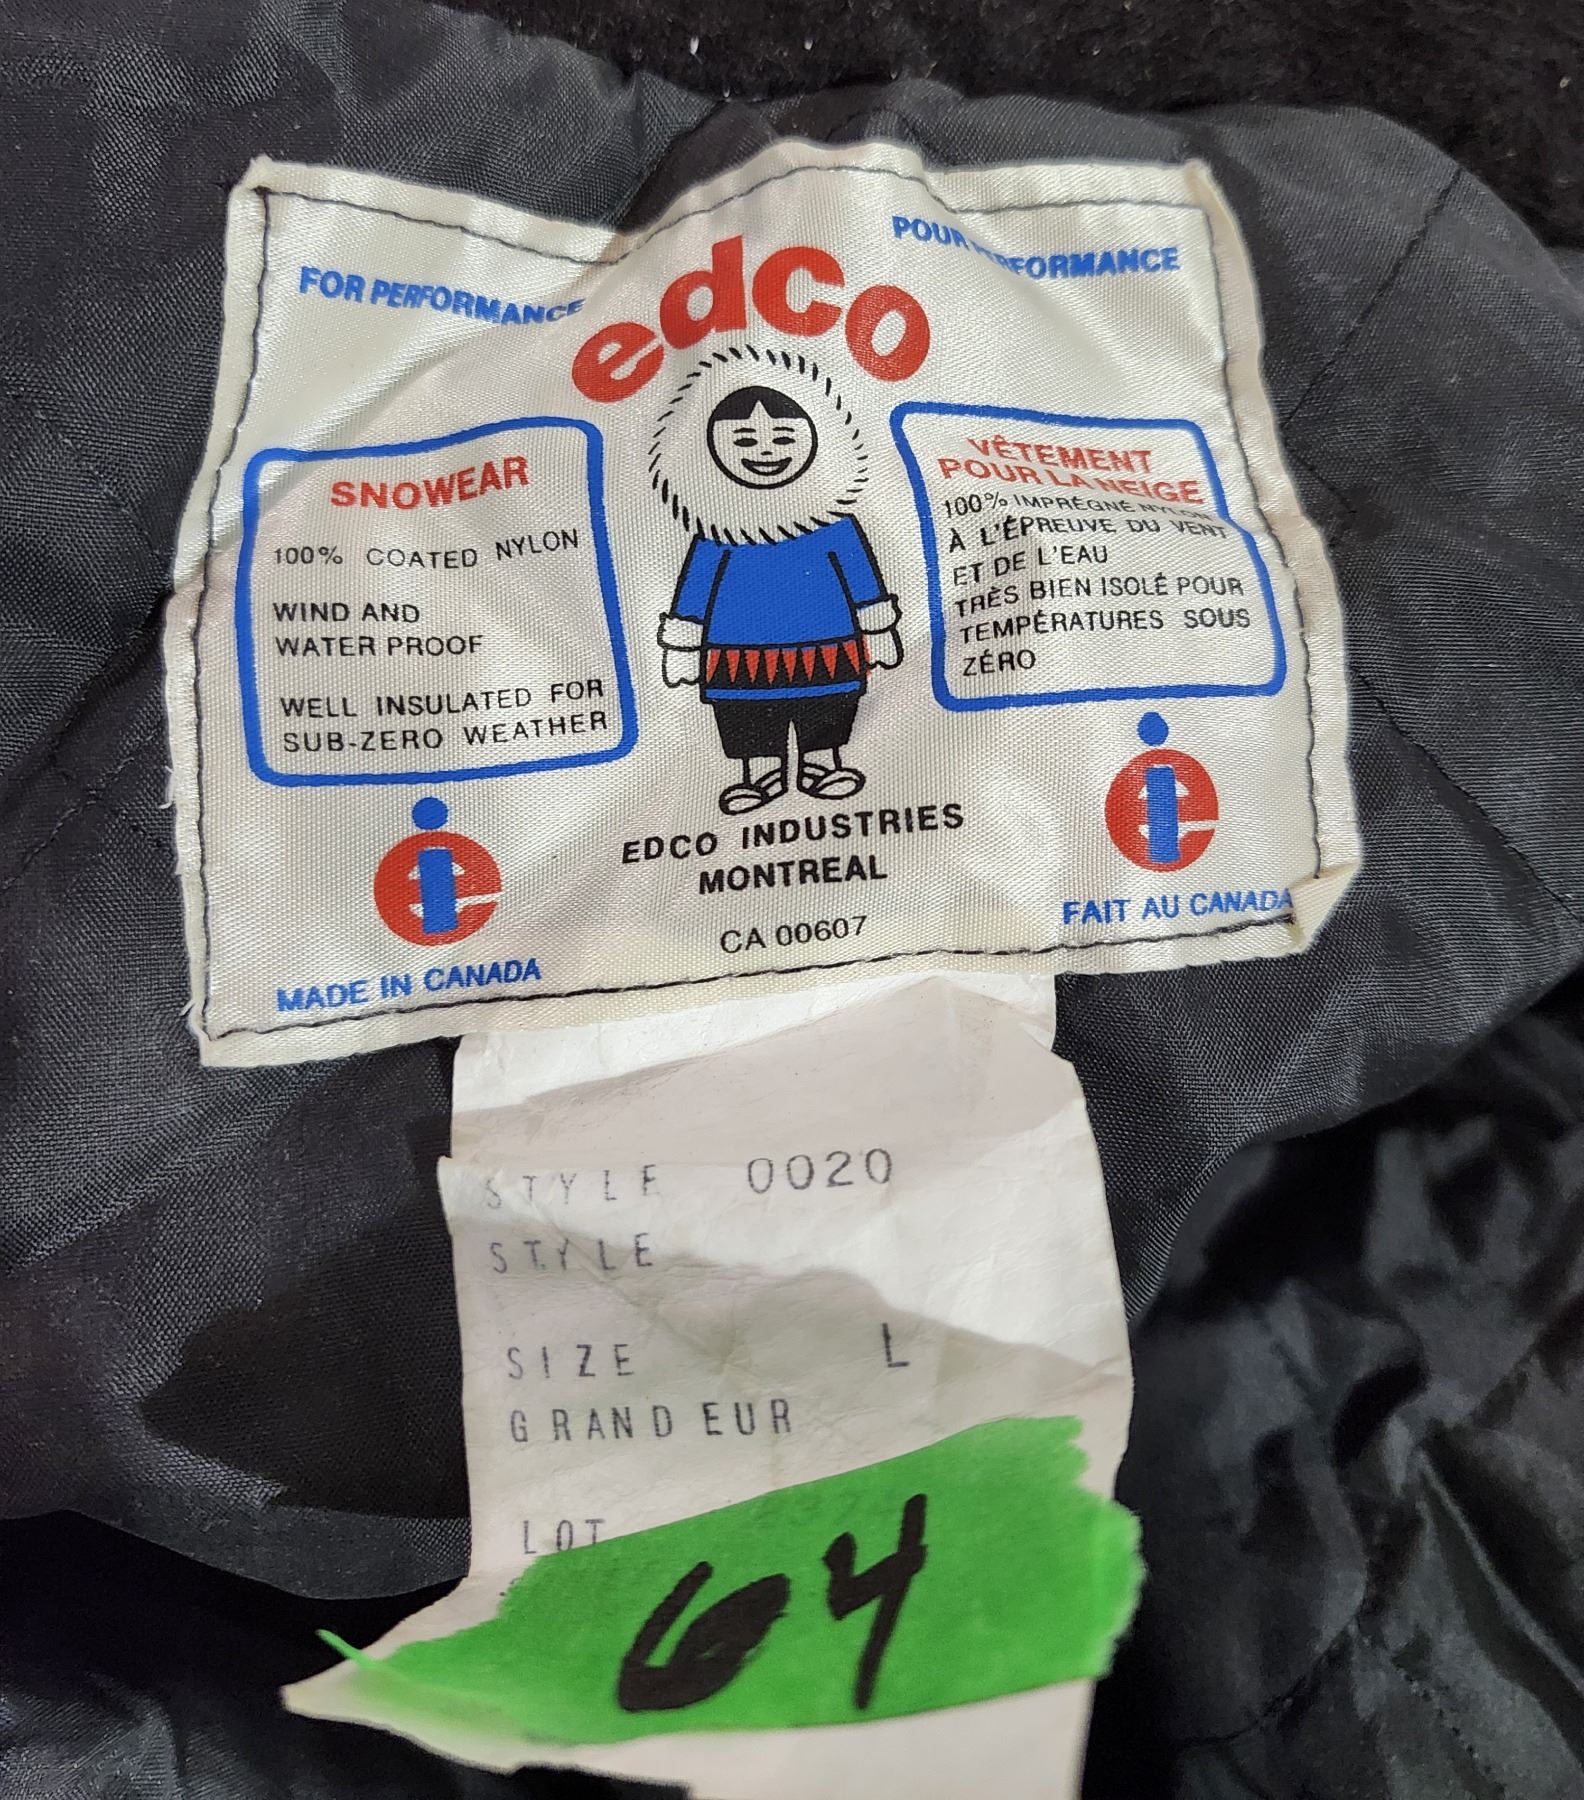 edco
FOR PERFORMANCE
POUR PERFORMANCE
SNOWEAR
100% COATED NYLON
WIND AND
WATER PROOF
WELL INSULATED FOR
SUB-ZERO WEATHER
VÊTEMENT
POUR LA NEIGE
100% IMPRÉGNÉ NYLON
À L'ÉPREUVE DU VENT
ET DE L'EAU
TRÈS BIEN ISOLÉ POUR
TEMPÉRATURES SOUS
ZÉRO
EDCO INDUSTRIES
MONTREAL
CA 00607
MADE IN CANADA
FAIT AU CANADA
STYLE 0020
STYLE
SIZE L
GRANDEUR
LOT
64